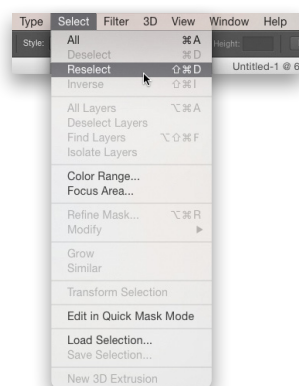 Type Select Filter 3D View Window Help
Style: Height:
Untitled-1 @ 6
All ⌘A
Deselect ⌘D
Reselect ⇧⌘D
Inverse ⇧⌘I
All Layers ⌥⌘A
Deselect Layers
Find Layers ⌥⇧⌘F
Isolate Layers
Color Range...
Focus Area...
Refine Mask... ⌥⌘R
Modify ▶
Grow
Similar
Transform Selection
Edit in Quick Mask Mode
Load Selection...
Save Selection...
New 3D Extrusion